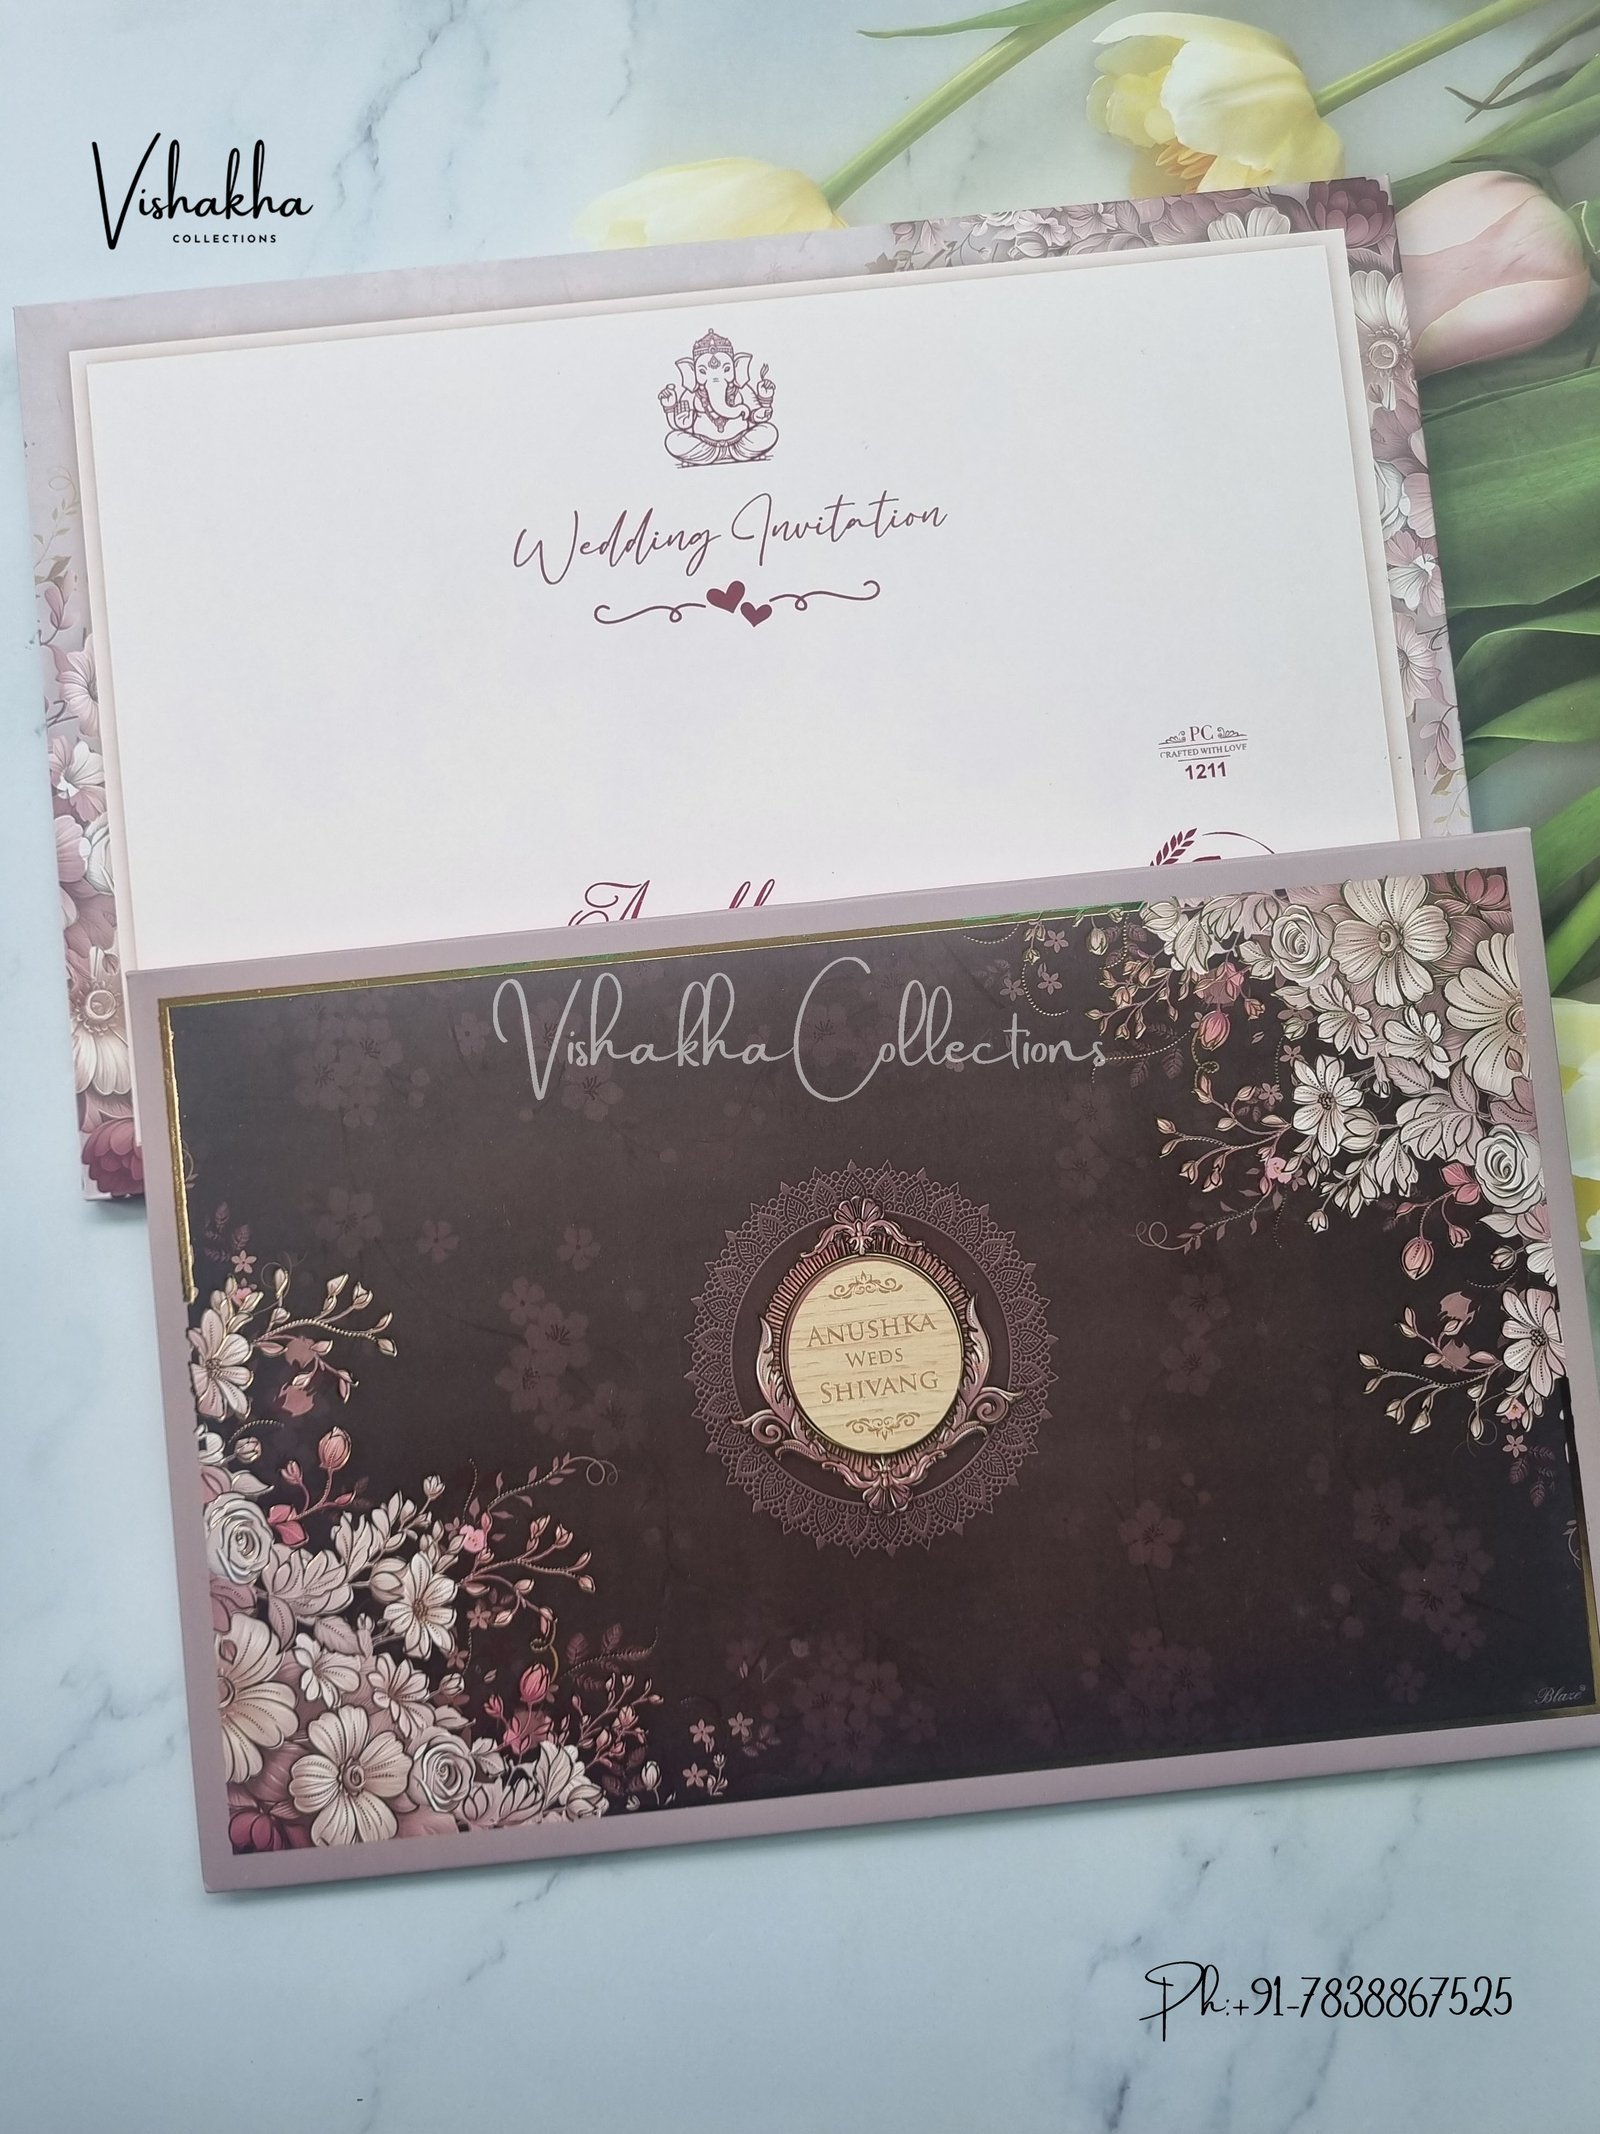 Vishakha
COLLECTIONS
Wedding Invitation
PC
CRAFTED WITH LOVE
1211
Vishakha Collections
ANUSHKA
WEDS
SHIVANG
Blaze
Ph:+91-7838867525